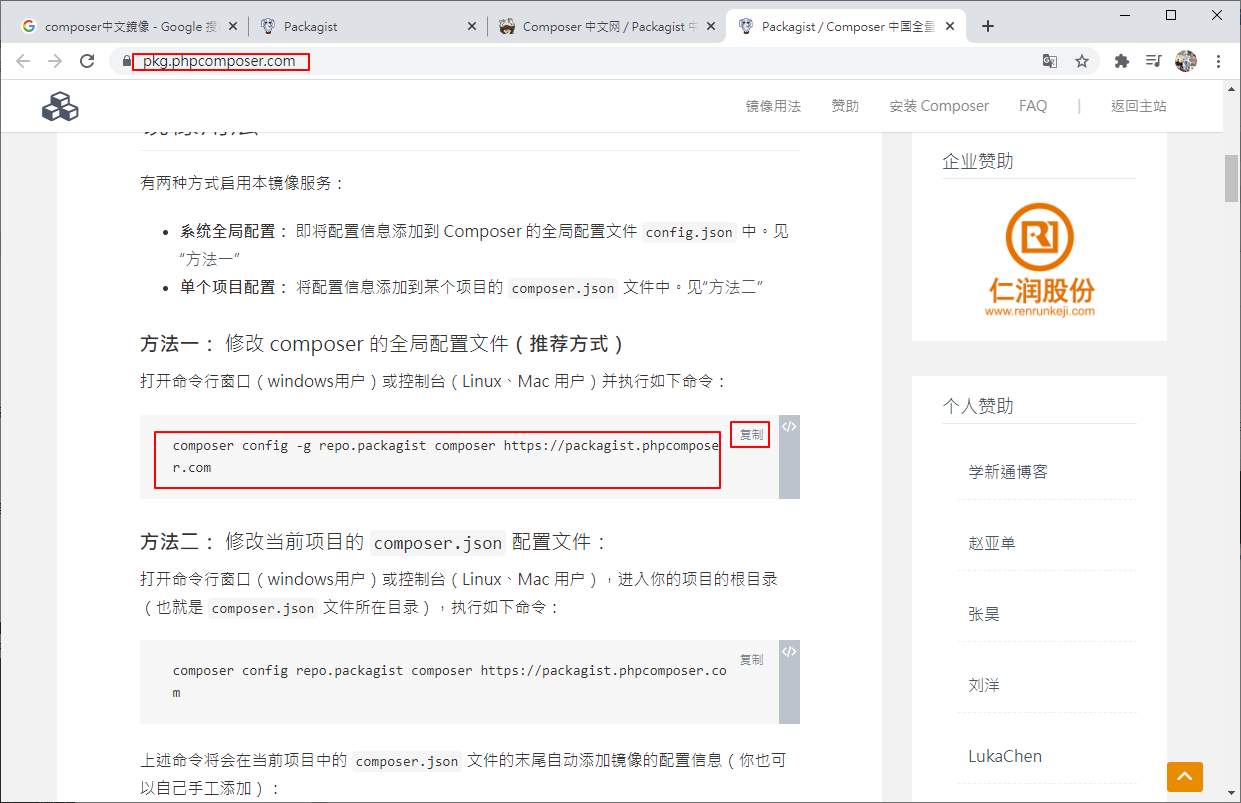 composer中文鏡像 - Google 搜
Packagist
Composer 中文网 / Packagist 中
Packagist / Composer 中国全量
pkg.phpcomposer.com
镜像用法
赞助
安装 Composer
FAQ
|
返回主站
镜像用法
有两种方式启用本镜像服务：
• 系统全局配置： 即将配置信息添加到 Composer 的全局配置文件 config.json 中。见
“方法一”
• 单个项目配置： 将配置信息添加到某个项目的 composer.json 文件中。见“方法二”
方法一： 修改 composer 的全局配置文件（推荐方式）
打开命令行窗口（windows用户）或控制台（Linux、Mac 用户）并执行如下命令：
复制
</>
composer config -g repo.packagist composer https://packagist.phpcompose
r.com
方法二： 修改当前项目的 composer.json 配置文件：
打开命令行窗口（windows用户）或控制台（Linux、Mac 用户），进入你的项目的根目录
（也就是 composer.json 文件所在目录），执行如下命令：
复制
</>
composer config repo.packagist composer https://packagist.phpcomposer.co
m
上述命令将会在当前项目中的 composer.json 文件的末尾自动添加镜像的配置信息（你也可
以自己手工添加）：
企业赞助
仁润股份
www.renrunkeji.com
个人赞助
学新通博客
赵亚单
张昊
刘洋
LukaChen